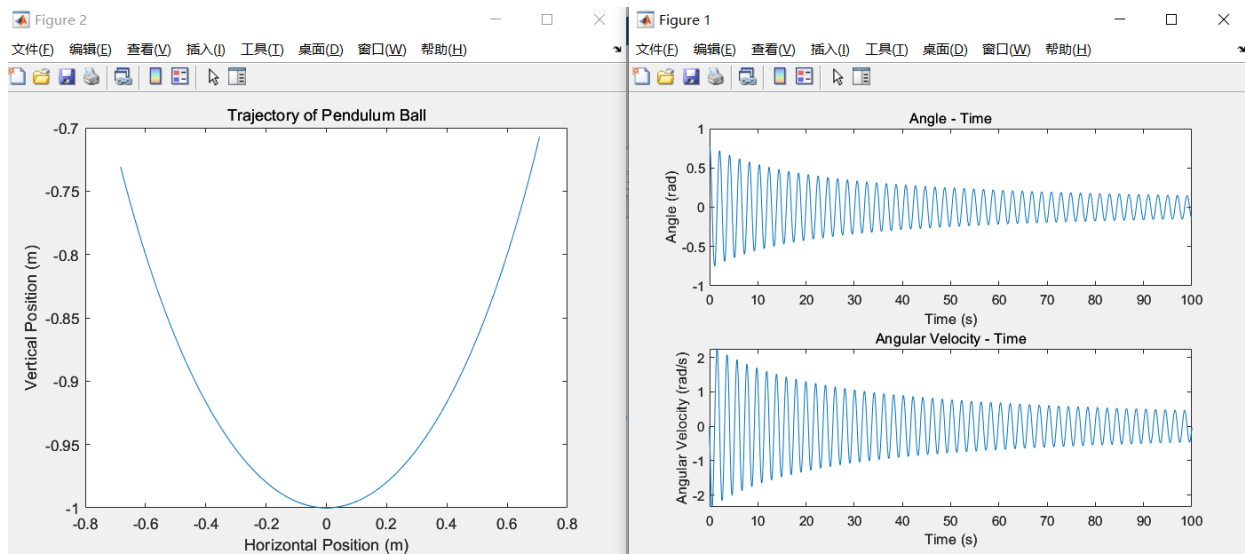 Figure 2
文件(F) 编辑(E) 查看(V) 插入(I) 工具(T) 桌面(D) 窗口(W) 帮助(H)
Trajectory of Pendulum Ball
-0.7
-0.75
-0.8
-0.85
-0.9
-0.95
-1
Vertical Position (m)
-0.8 -0.6 -0.4 -0.2 0 0.2 0.4 0.6 0.8
Horizontal Position (m)
Figure 1
文件(F) 编辑(E) 查看(V) 插入(I) 工具(T) 桌面(D) 窗口(W) 帮助(H)
Angle - Time
1
0.5
0
-0.5
-1
Angle (rad)
0 10 20 30 40 50 60 70 80 90 100
Time (s)
Angular Velocity - Time
2
1
0
-1
-2
Angular Velocity (rad/s)
0 10 20 30 40 50 60 70 80 90 100
Time (s)